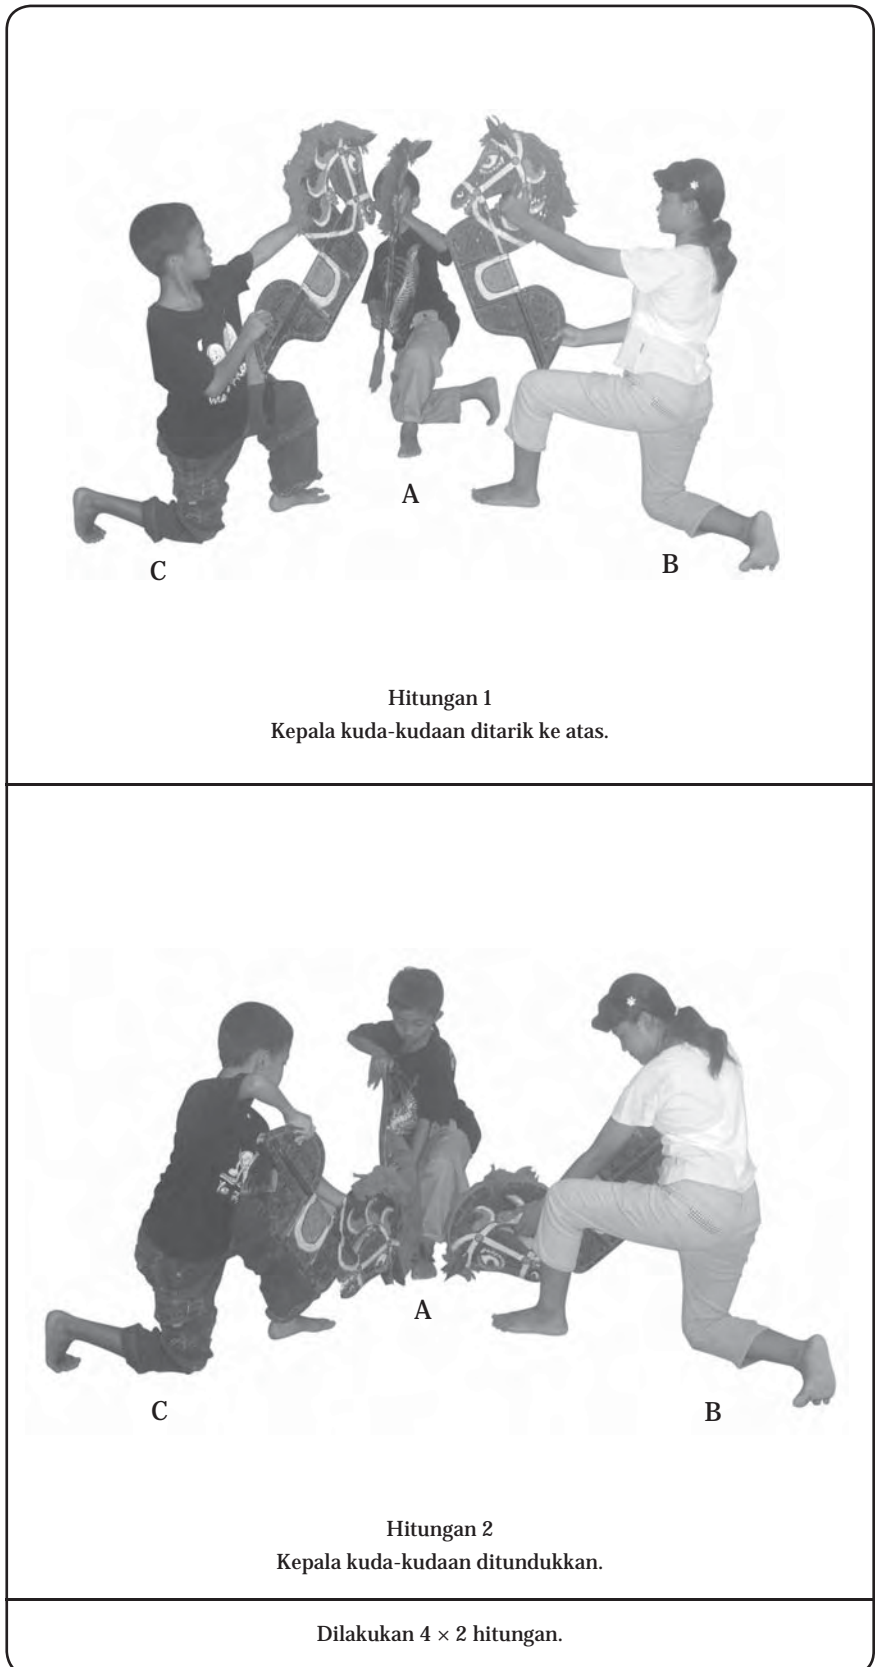 A
C
B
Hitungan 1
Kepala kuda-kudaan ditarik ke atas.
A
C
B
Hitungan 2
Kepala kuda-kudaan ditundukkan.
Dilakukan 4 × 2 hitungan.